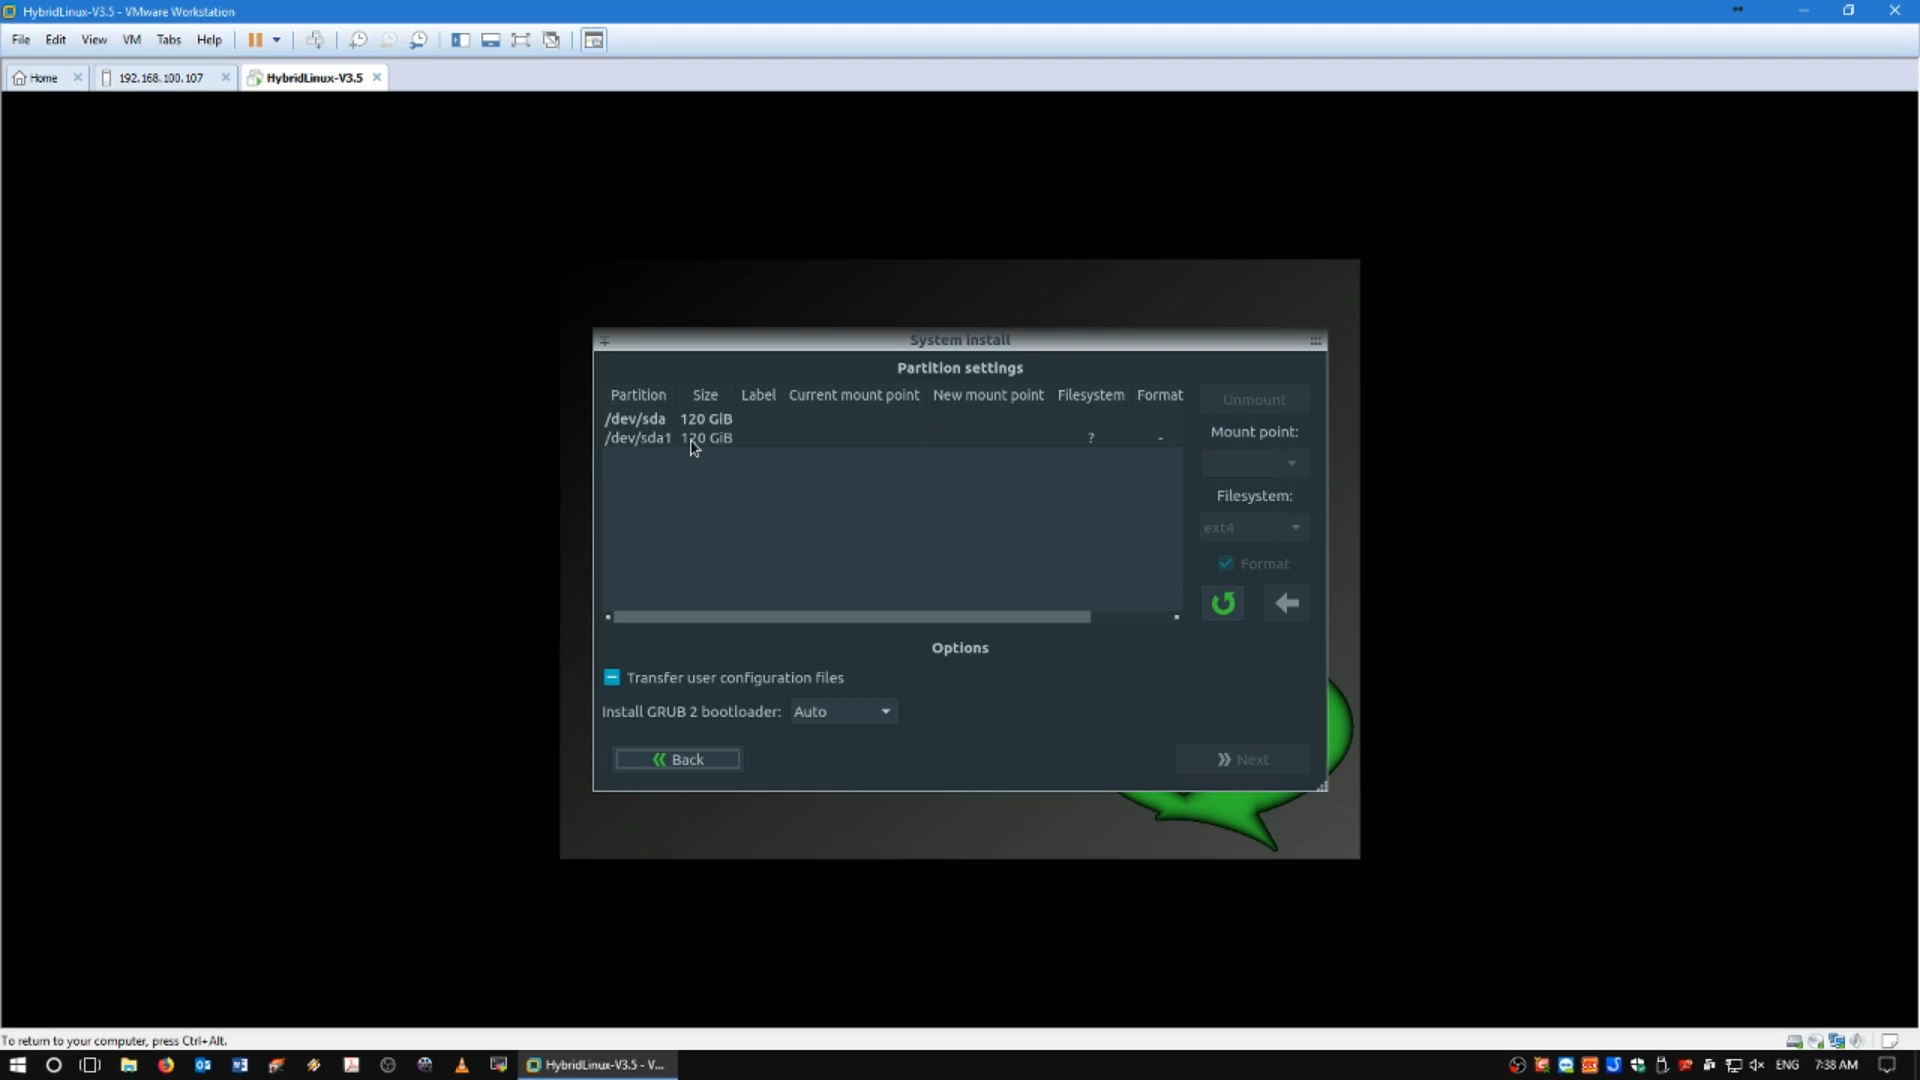 HybridLinux-V3.5 - VMware Workstation
File Edit View VM Tabs Help
Home 192.168.100.107 HybridLinux-V3.5
System install
Partition settings
Partition Size Label Current mount point New mount point Filesystem Format
/dev/sda 120 GiB
/dev/sda1 120 GiB ? -
Unmount
Mount point:
Filesystem:
ext4
Format
Options
Transfer user configuration files
Install GRUB 2 bootloader: Auto
Back Next
To return to your computer, press Ctrl+Alt.
HybridLinux-V3.5 - V... ENG 7:38 AM